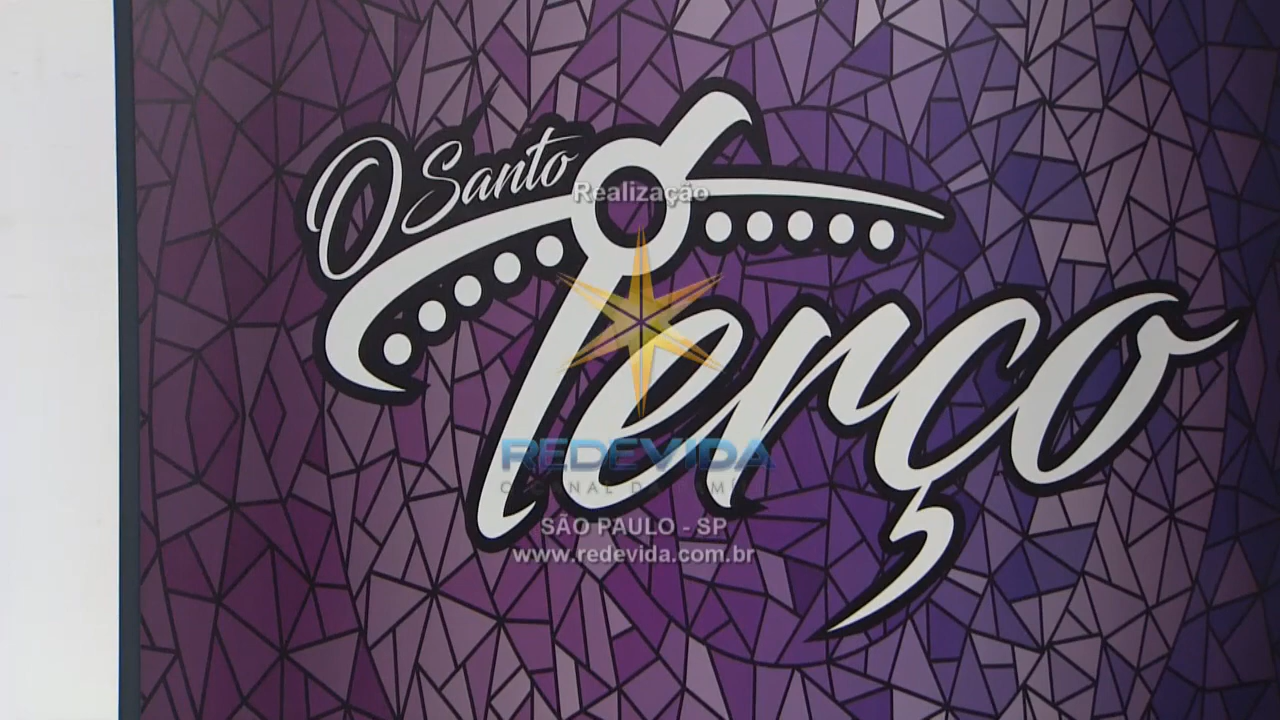 O Santo
Terço
Realização
REDEVIDA
SÃO PAULO - SP
www.redevida.com.br